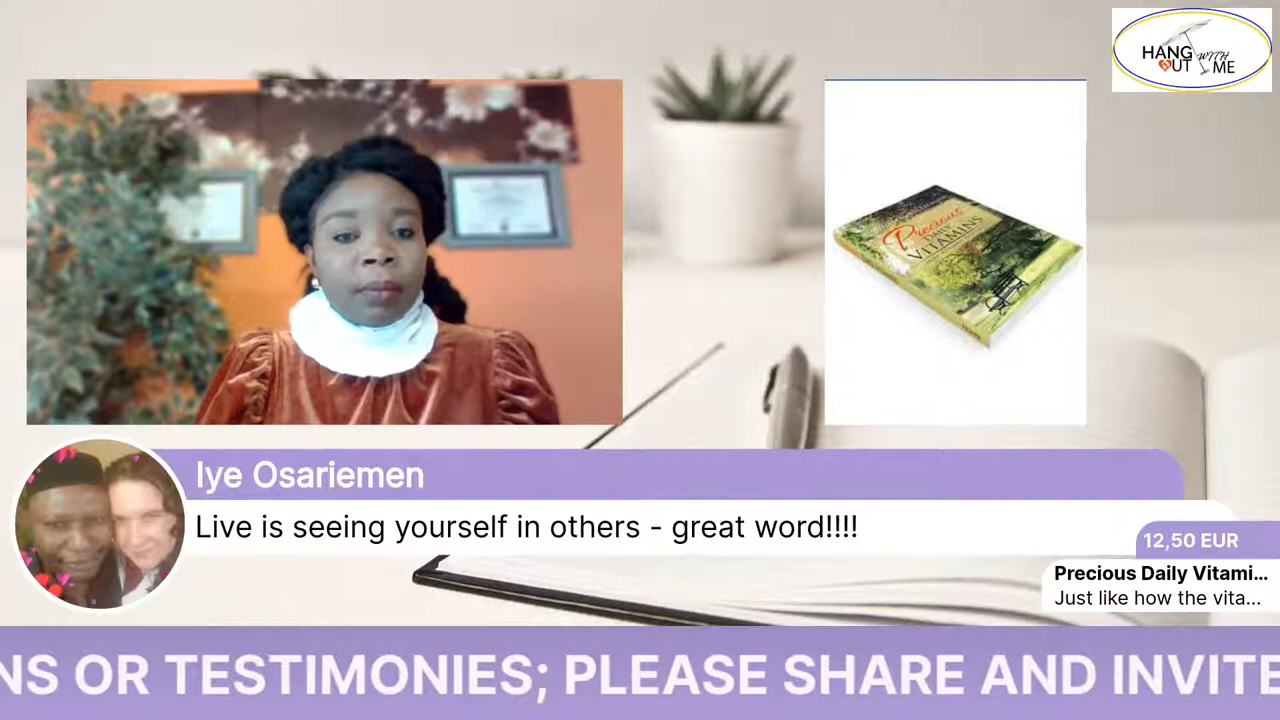 HANG WITH
OUT ME
Precious
DAILY
VITAMINS
Iye Osariemen
Live is seeing yourself in others - great word!!!!
12,50 EUR
Precious Daily Vitami...
Just like how the vita...
NS OR TESTIMONIES; PLEASE SHARE AND INVITE